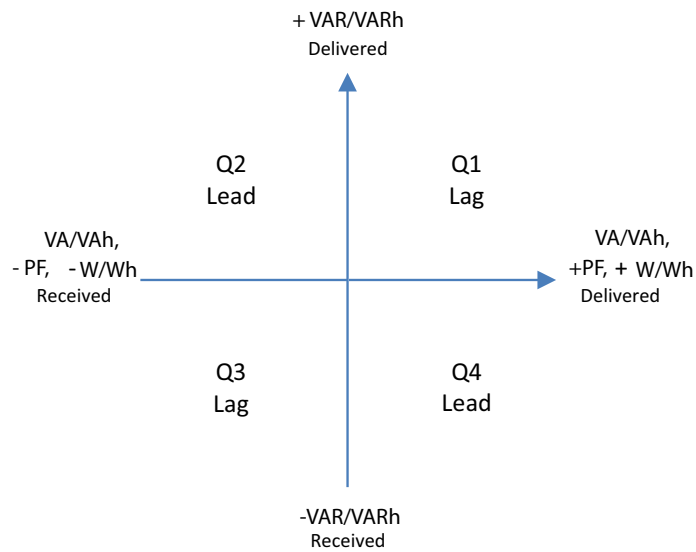 + VAR/VARh
Delivered
Q2
Lead
Q1
Lag
VA/VAh,
- PF, - W/Wh
Received
VA/VAh,
+PF, + W/Wh
Delivered
Q3
Lag
Q4
Lead
-VAR/VARh
Received